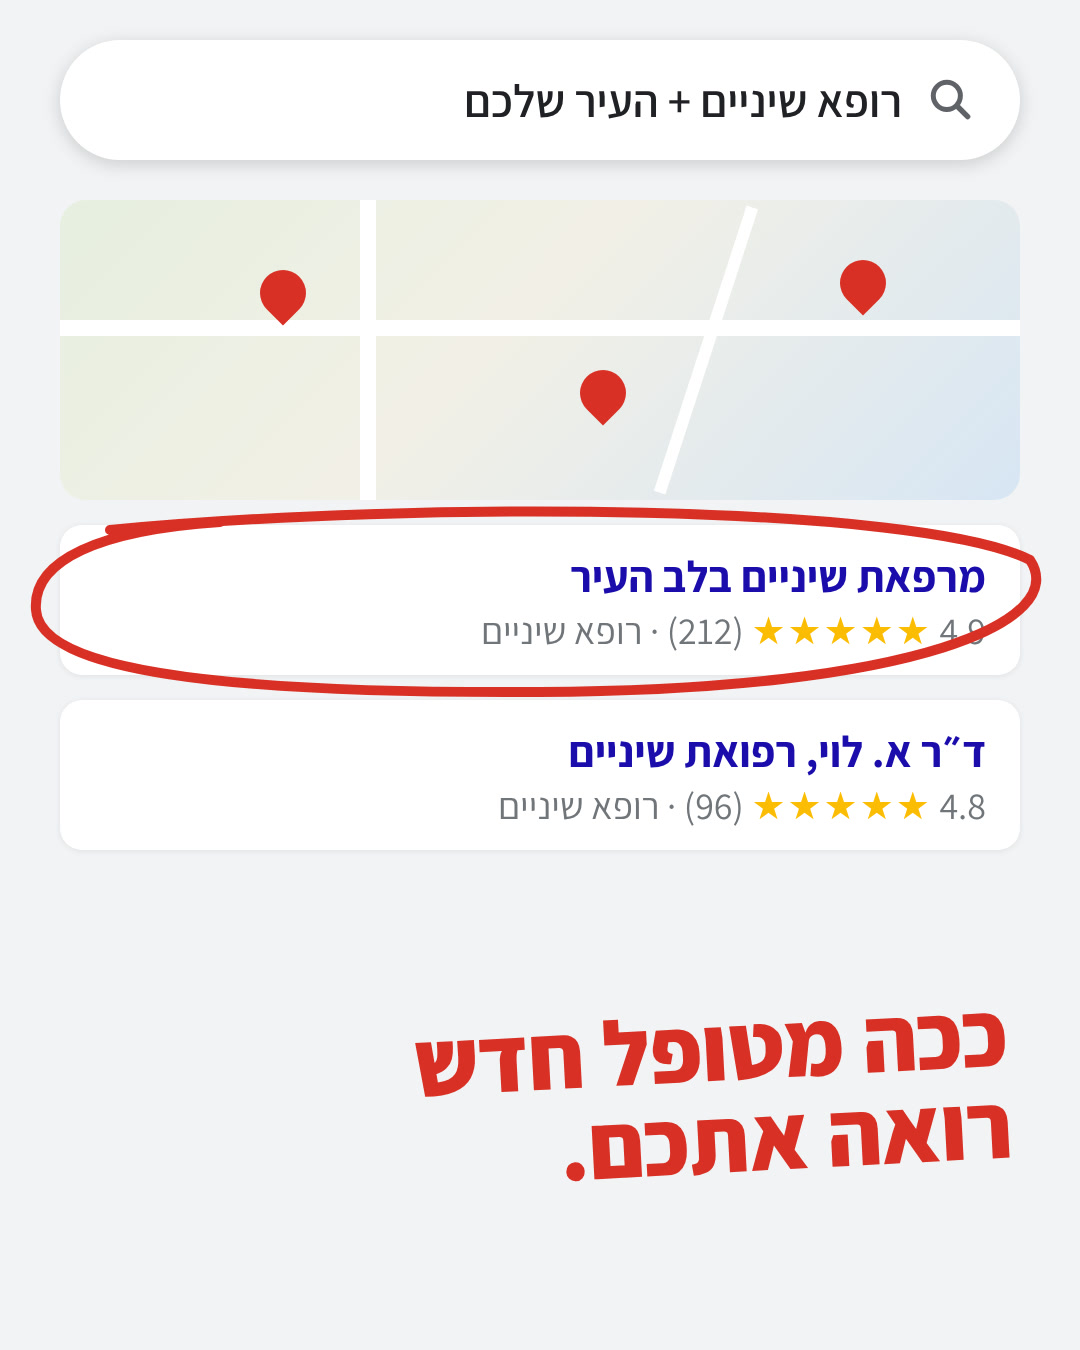 רופא שיניים + העיר שלכם
מרפאת שיניים בלב העיר
4.9 ★★★★★ (212) · רופא שיניים
ד״ר א. לוי, רפואת שיניים
4.8 ★★★★★ (96) · רופא שיניים
ככה מטופל חדש
רואה אתכם.